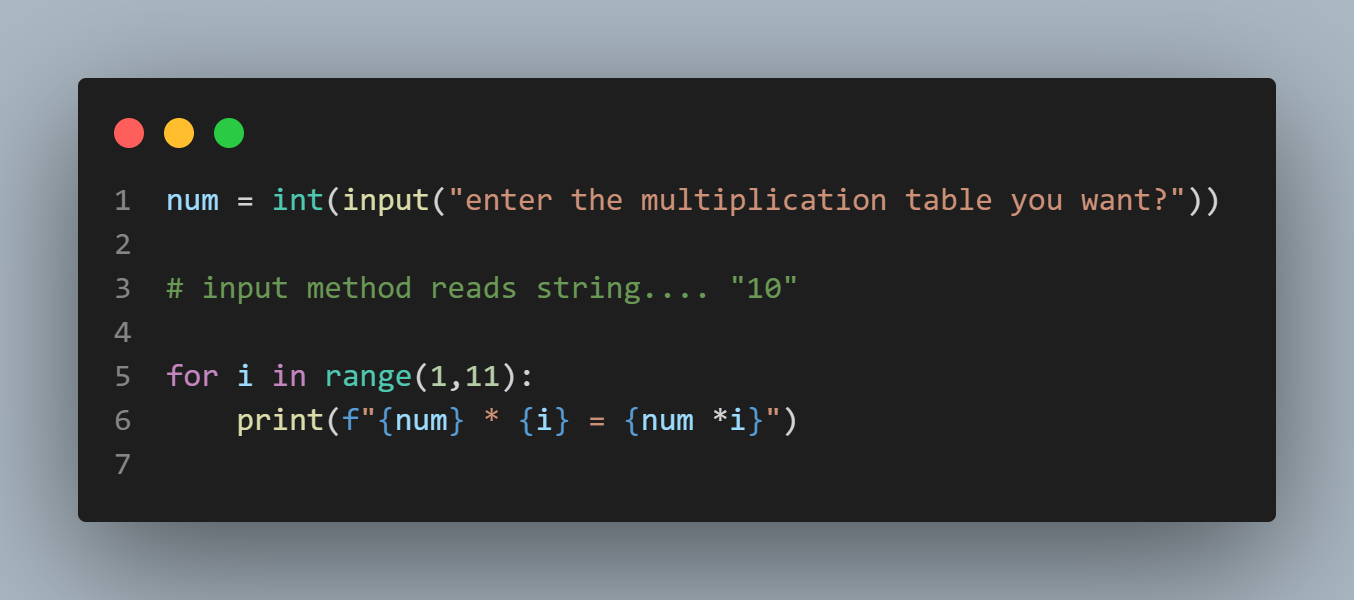 1 num = int(input("enter the multiplication table you want?"))
2
3 # input method reads string.... "10"
4
5 for i in range(1,11):
6     print(f"{num} * {i} = {num *i}")
7